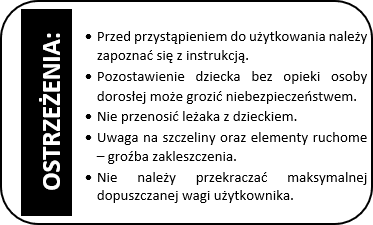 OSTRZEŻENIA:
• Przed przystąpieniem do użytkowania należy
zapoznać się z instrukcją.
• Pozostawienie dziecka bez opieki osoby
dorosłej może grozić niebezpieczeństwem.
• Nie przenosić leżaka z dzieckiem.
• Uwaga na szczeliny oraz elementy ruchome
– groźba zakleszczenia.
• Nie należy przekraczać maksymalnej
dopuszczanej wagi użytkownika.